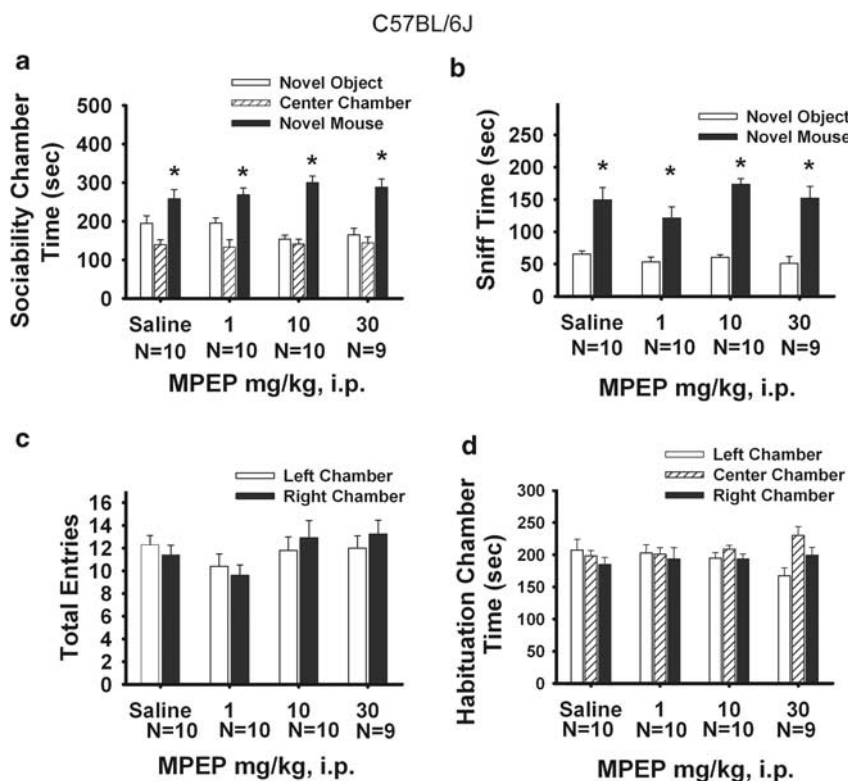 C57BL/6J
a
Novel Object
Center Chamber
Novel Mouse
Sociability Chamber
Time (sec)
500
400
300
200
100
0
* * * *
Saline 1 10 30
N=10 N=10 N=10 N=9
MPEP mg/kg, i.p.
b
Novel Object
Novel Mouse
Sniff Time (sec)
250
200
150
100
50
0
* * * *
Saline 1 10 30
N=10 N=10 N=10 N=9
MPEP mg/kg, i.p.
c
Left Chamber
Right Chamber
Total Entries
16
14
12
10
8
6
4
2
0
Saline 1 10 30
N=10 N=10 N=10 N=9
MPEP mg/kg, i.p.
d
Left Chamber
Center Chamber
Right Chamber
Habituation Chamber
Time (sec)
300
250
200
150
100
50
0
Saline 1 10 30
N=10 N=10 N=10 N=9
MPEP mg/kg, i.p.